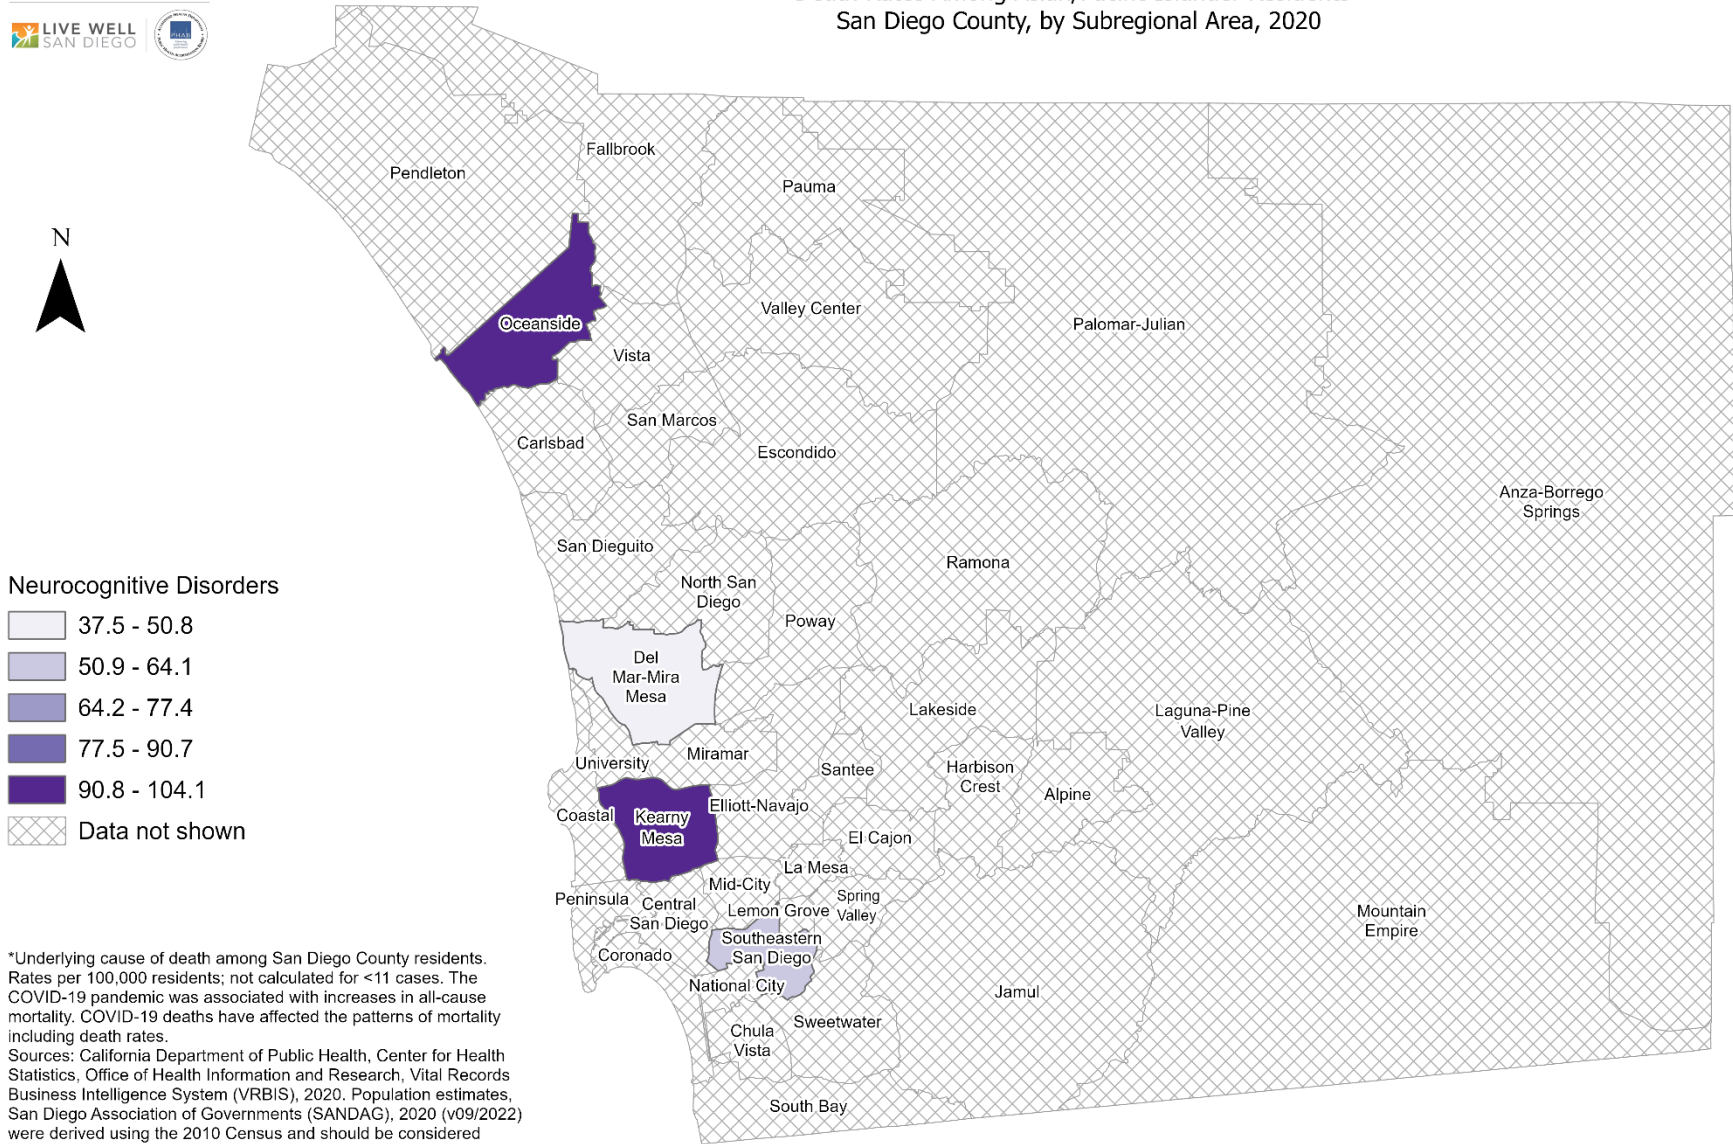 LIVE WELL
SAN DIEGO
PHAB
San Diego County, by Subregional Area, 2020
Fallbrook
Pendleton
Pauma
N
Oceanside
Valley Center
Palomar-Julian
Vista
San Marcos
Carlsbad
Escondido
Anza-Borrego
Springs
San Dieguito
Ramona
North San
Diego
Poway
Neurocognitive Disorders
37.5 - 50.8
50.9 - 64.1
64.2 - 77.4
77.5 - 90.7
90.8 - 104.1
Data not shown
Del
Mar-Mira
Mesa
Lakeside
Laguna-Pine
Valley
Miramar
University
Santee
Harbison
Crest
Alpine
Coastal
Kearny
Mesa
Elliott-Navajo
El Cajon
La Mesa
Mid-City
Peninsula
Central
San Diego
Spring
Valley
Lemon Grove
Mountain
Empire
Southeastern
San Diego
Coronado
National City
Jamul
Sweetwater
Chula
Vista
South Bay
*Underlying cause of death among San Diego County residents.
Rates per 100,000 residents; not calculated for <11 cases. The
COVID-19 pandemic was associated with increases in all-cause
mortality. COVID-19 deaths have affected the patterns of mortality
including death rates.
Sources: California Department of Public Health, Center for Health
Statistics, Office of Health Information and Research, Vital Records
Business Intelligence System (VRBIS), 2020. Population estimates,
San Diego Association of Governments (SANDAG), 2020 (v09/2022)
were derived using the 2010 Census and should be considered